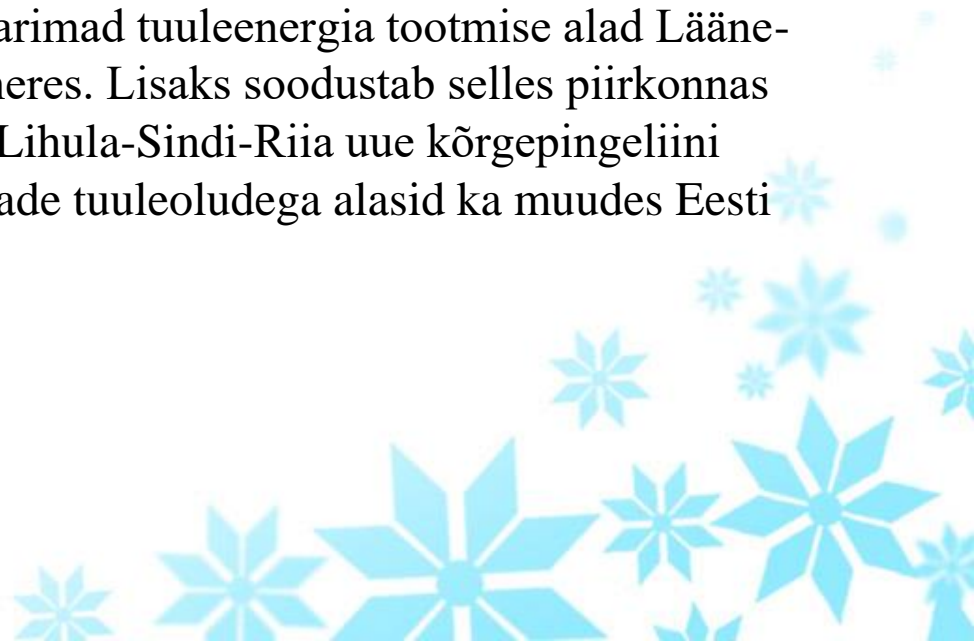 arimad tuuleenergia tootmise alad Lääne-
eres. Lisaks soodustab selles piirkonnas
Lihula-Sindi-Riia uue kõrgepingeliini
ade tuuleoludega alasid ka muudes Eesti